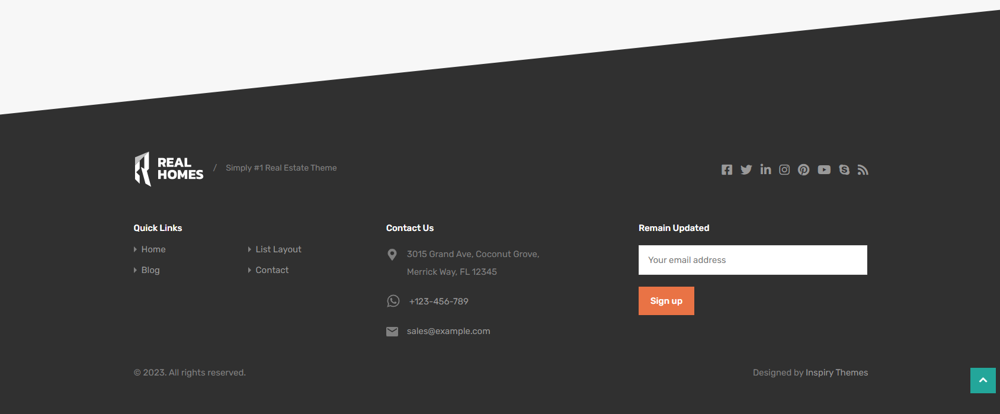 REAL
HOMES
/ Simply #1 Real Estate Theme
Quick Links
Home
List Layout
Blog
Contact
Contact Us
3015 Grand Ave, Coconut Grove,
Merrick Way, FL 12345
+123-456-789
sales@example.com
Remain Updated
Your email address
Sign up
© 2023. All rights reserved.
Designed by Inspiry Themes